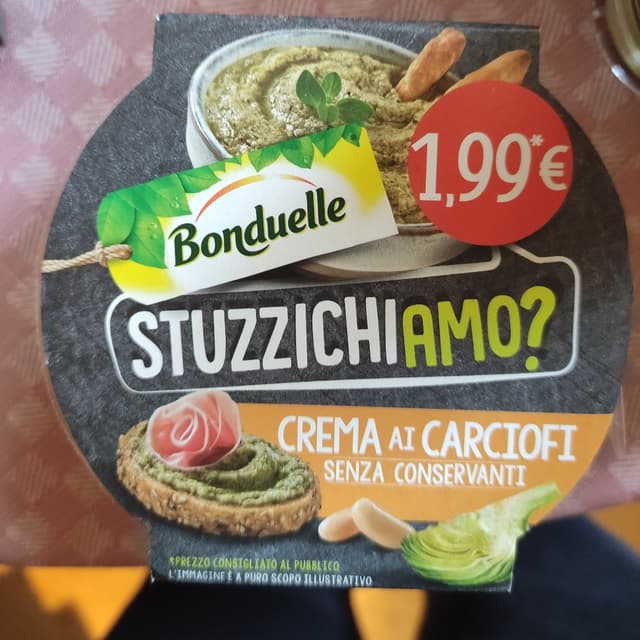 1,99*€
Bonduelle
STUZZICHIAMO?
CREMA AI CARCIOFI
SENZA CONSERVANTI
*PREZZO CONSIGLIATO AL PUBBLICO
L'IMMAGINE È A PURO SCOPO ILLUSTRATIVO